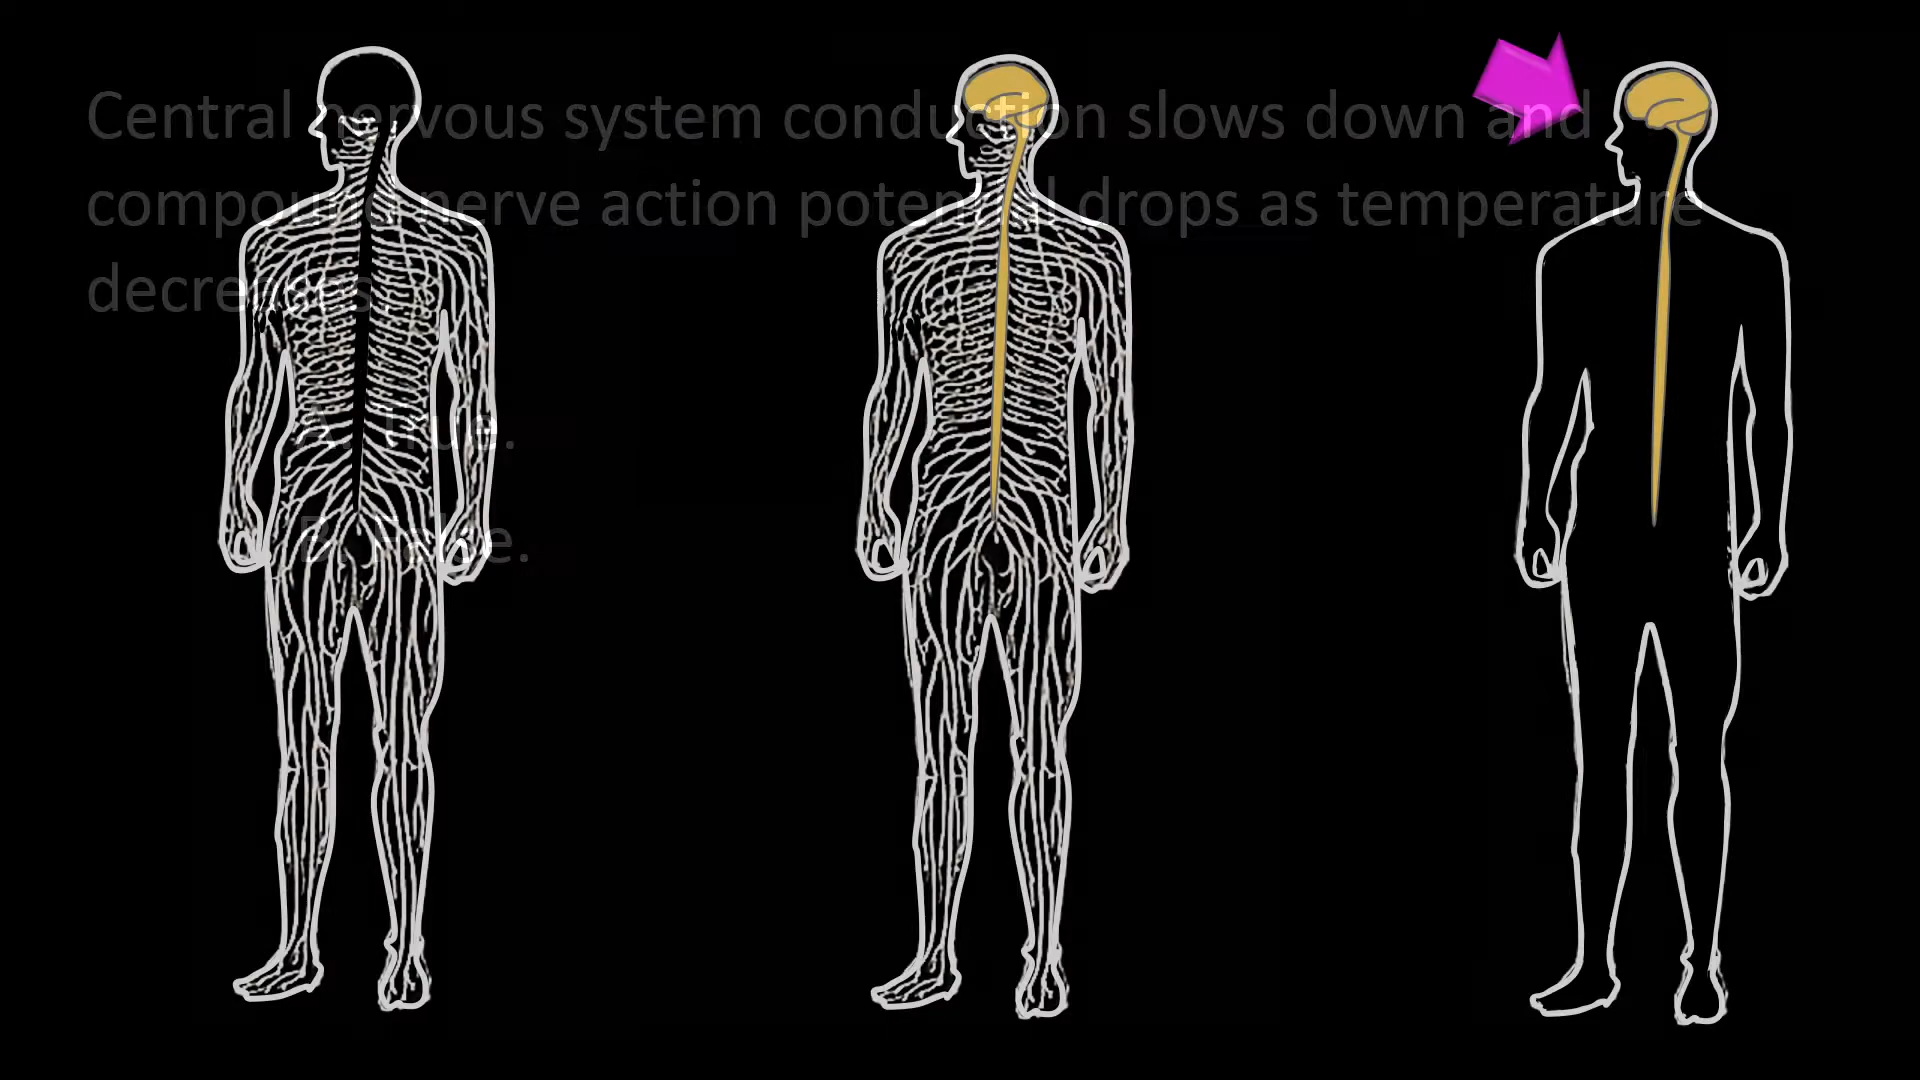 Central nervous system conduction slows down and
compound nerve action potential drops as temperature
decreases.
A. True.
B. False.